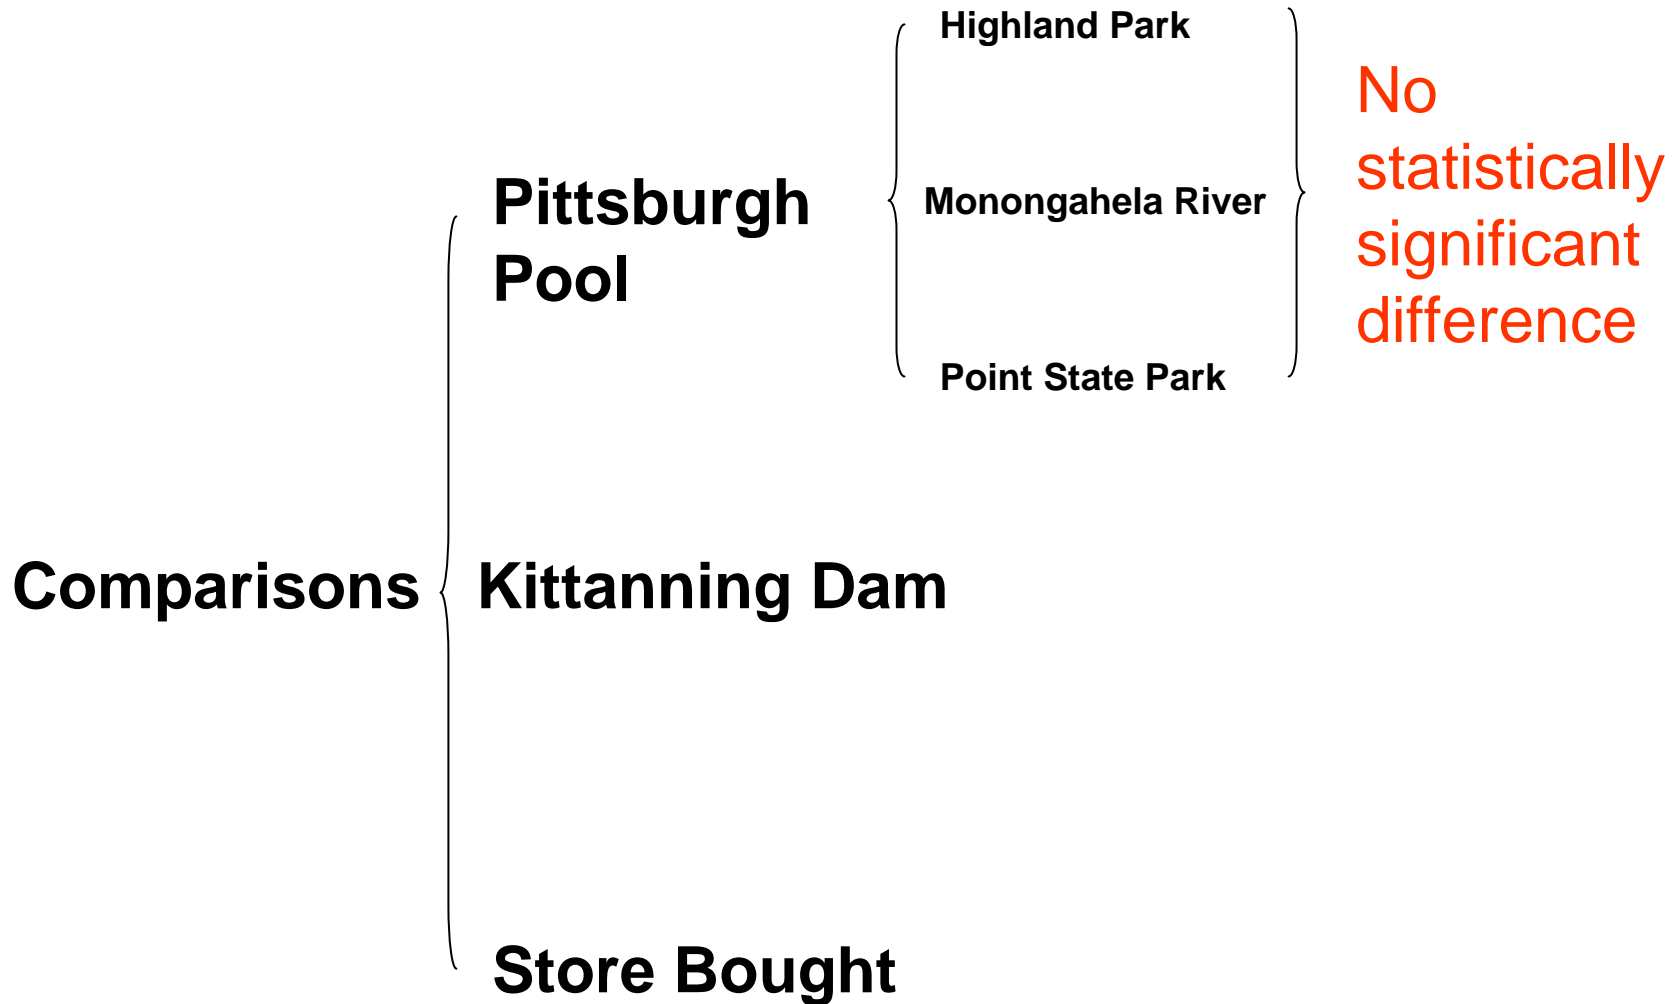 Highland Park
No
statistically
significant
difference
Pittsburgh
Pool
Monongahela River
Point State Park
Comparisons
Kittanning Dam
Store Bought